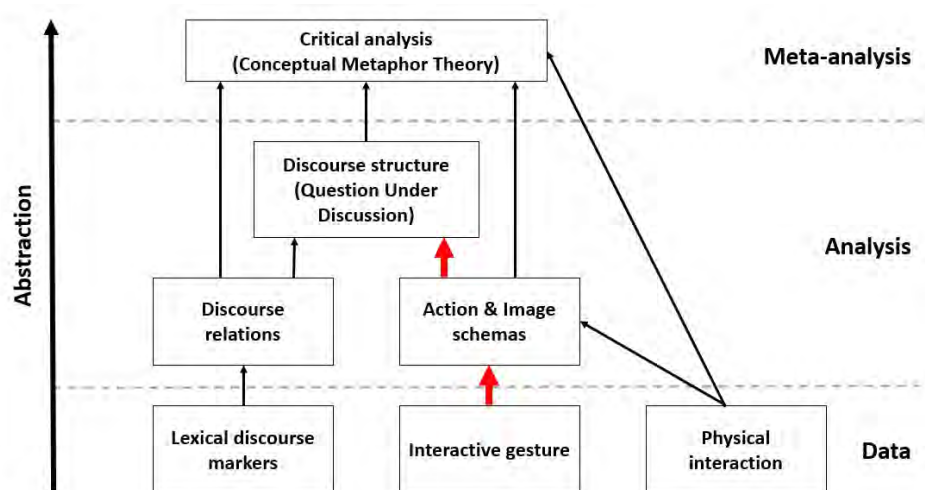 Critical analysis
(Conceptual Metaphor Theory)
Meta-analysis
Discourse structure
(Question Under
Discussion)
Analysis
Abstraction
Discourse
relations
Action & Image
schemas
Lexical discourse
markers
Interactive gesture
Physical
interaction
Data